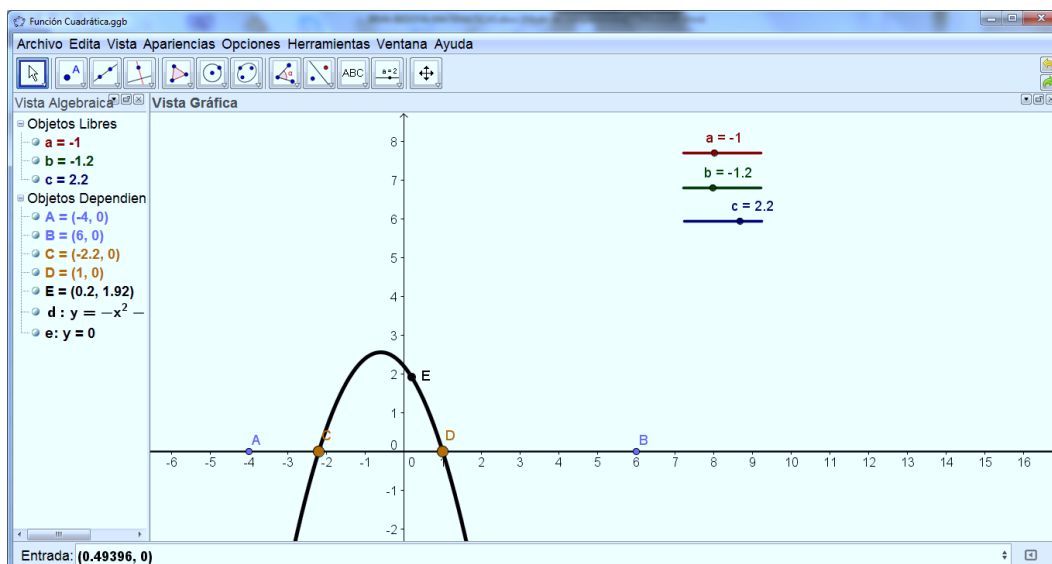 Función Cuadrática.ggb
Archivo Edita Vista Apariencias Opciones Herramientas Ventana Ayuda
A
α
ABC
a=2
Vista Algebraica
Vista Gráfica
Objetos Libres
a = -1
b = -1.2
c = 2.2
Objetos Dependien
A = (-4, 0)
B = (6, 0)
C = (-2.2, 0)
D = (1, 0)
E = (0.2, 1.92)
d : y = −x² −
e: y = 0
a = -1
b = -1.2
c = 2.2
8
7
6
5
4
3
2
1
0
-1
-2
E
A
C
D
B
-6 -5 -4 -3 -2 -1 0 1 2 3 4 5 6 7 8 9 10 11 12 13 14 15 16
Entrada: (0.49396, 0)